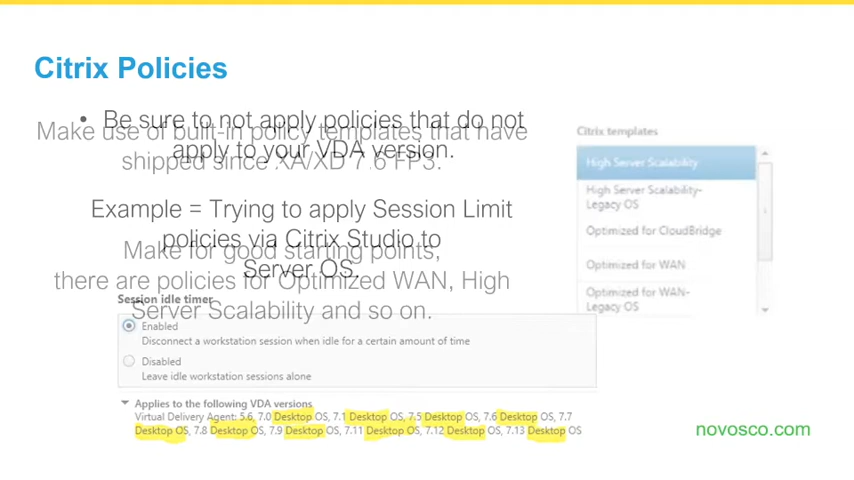 Citrix Policies
• Be sure to not apply policies that do not
apply to your VDA version.
Example = Trying to apply Session Limit
policies via Citrix Studio to
Server OS.
Make use of built-in policy templates that have
shipped since XA/XD 7.6 FP3.
Make for good starting points,
there are policies for Optimized WAN, High
Server Scalability and so on.
Citrix templates
High Server Scalability
High Server Scalability-
Legacy OS
Optimized for CloudBridge
Optimized for WAN
Optimized for WAN-
Legacy OS
Session idle timer
Enabled
Disconnect a workstation session when idle for a certain amount of time
Disabled
Leave idle workstation sessions alone
Applies to the following VDA versions
Virtual Delivery Agent: 5.6, 7.0 Desktop OS, 7.1 Desktop OS, 7.5 Desktop OS, 7.6 Desktop OS, 7.7
Desktop OS, 7.8 Desktop OS, 7.9 Desktop OS, 7.11 Desktop OS, 7.12 Desktop OS, 7.13 Desktop OS
novosco.com